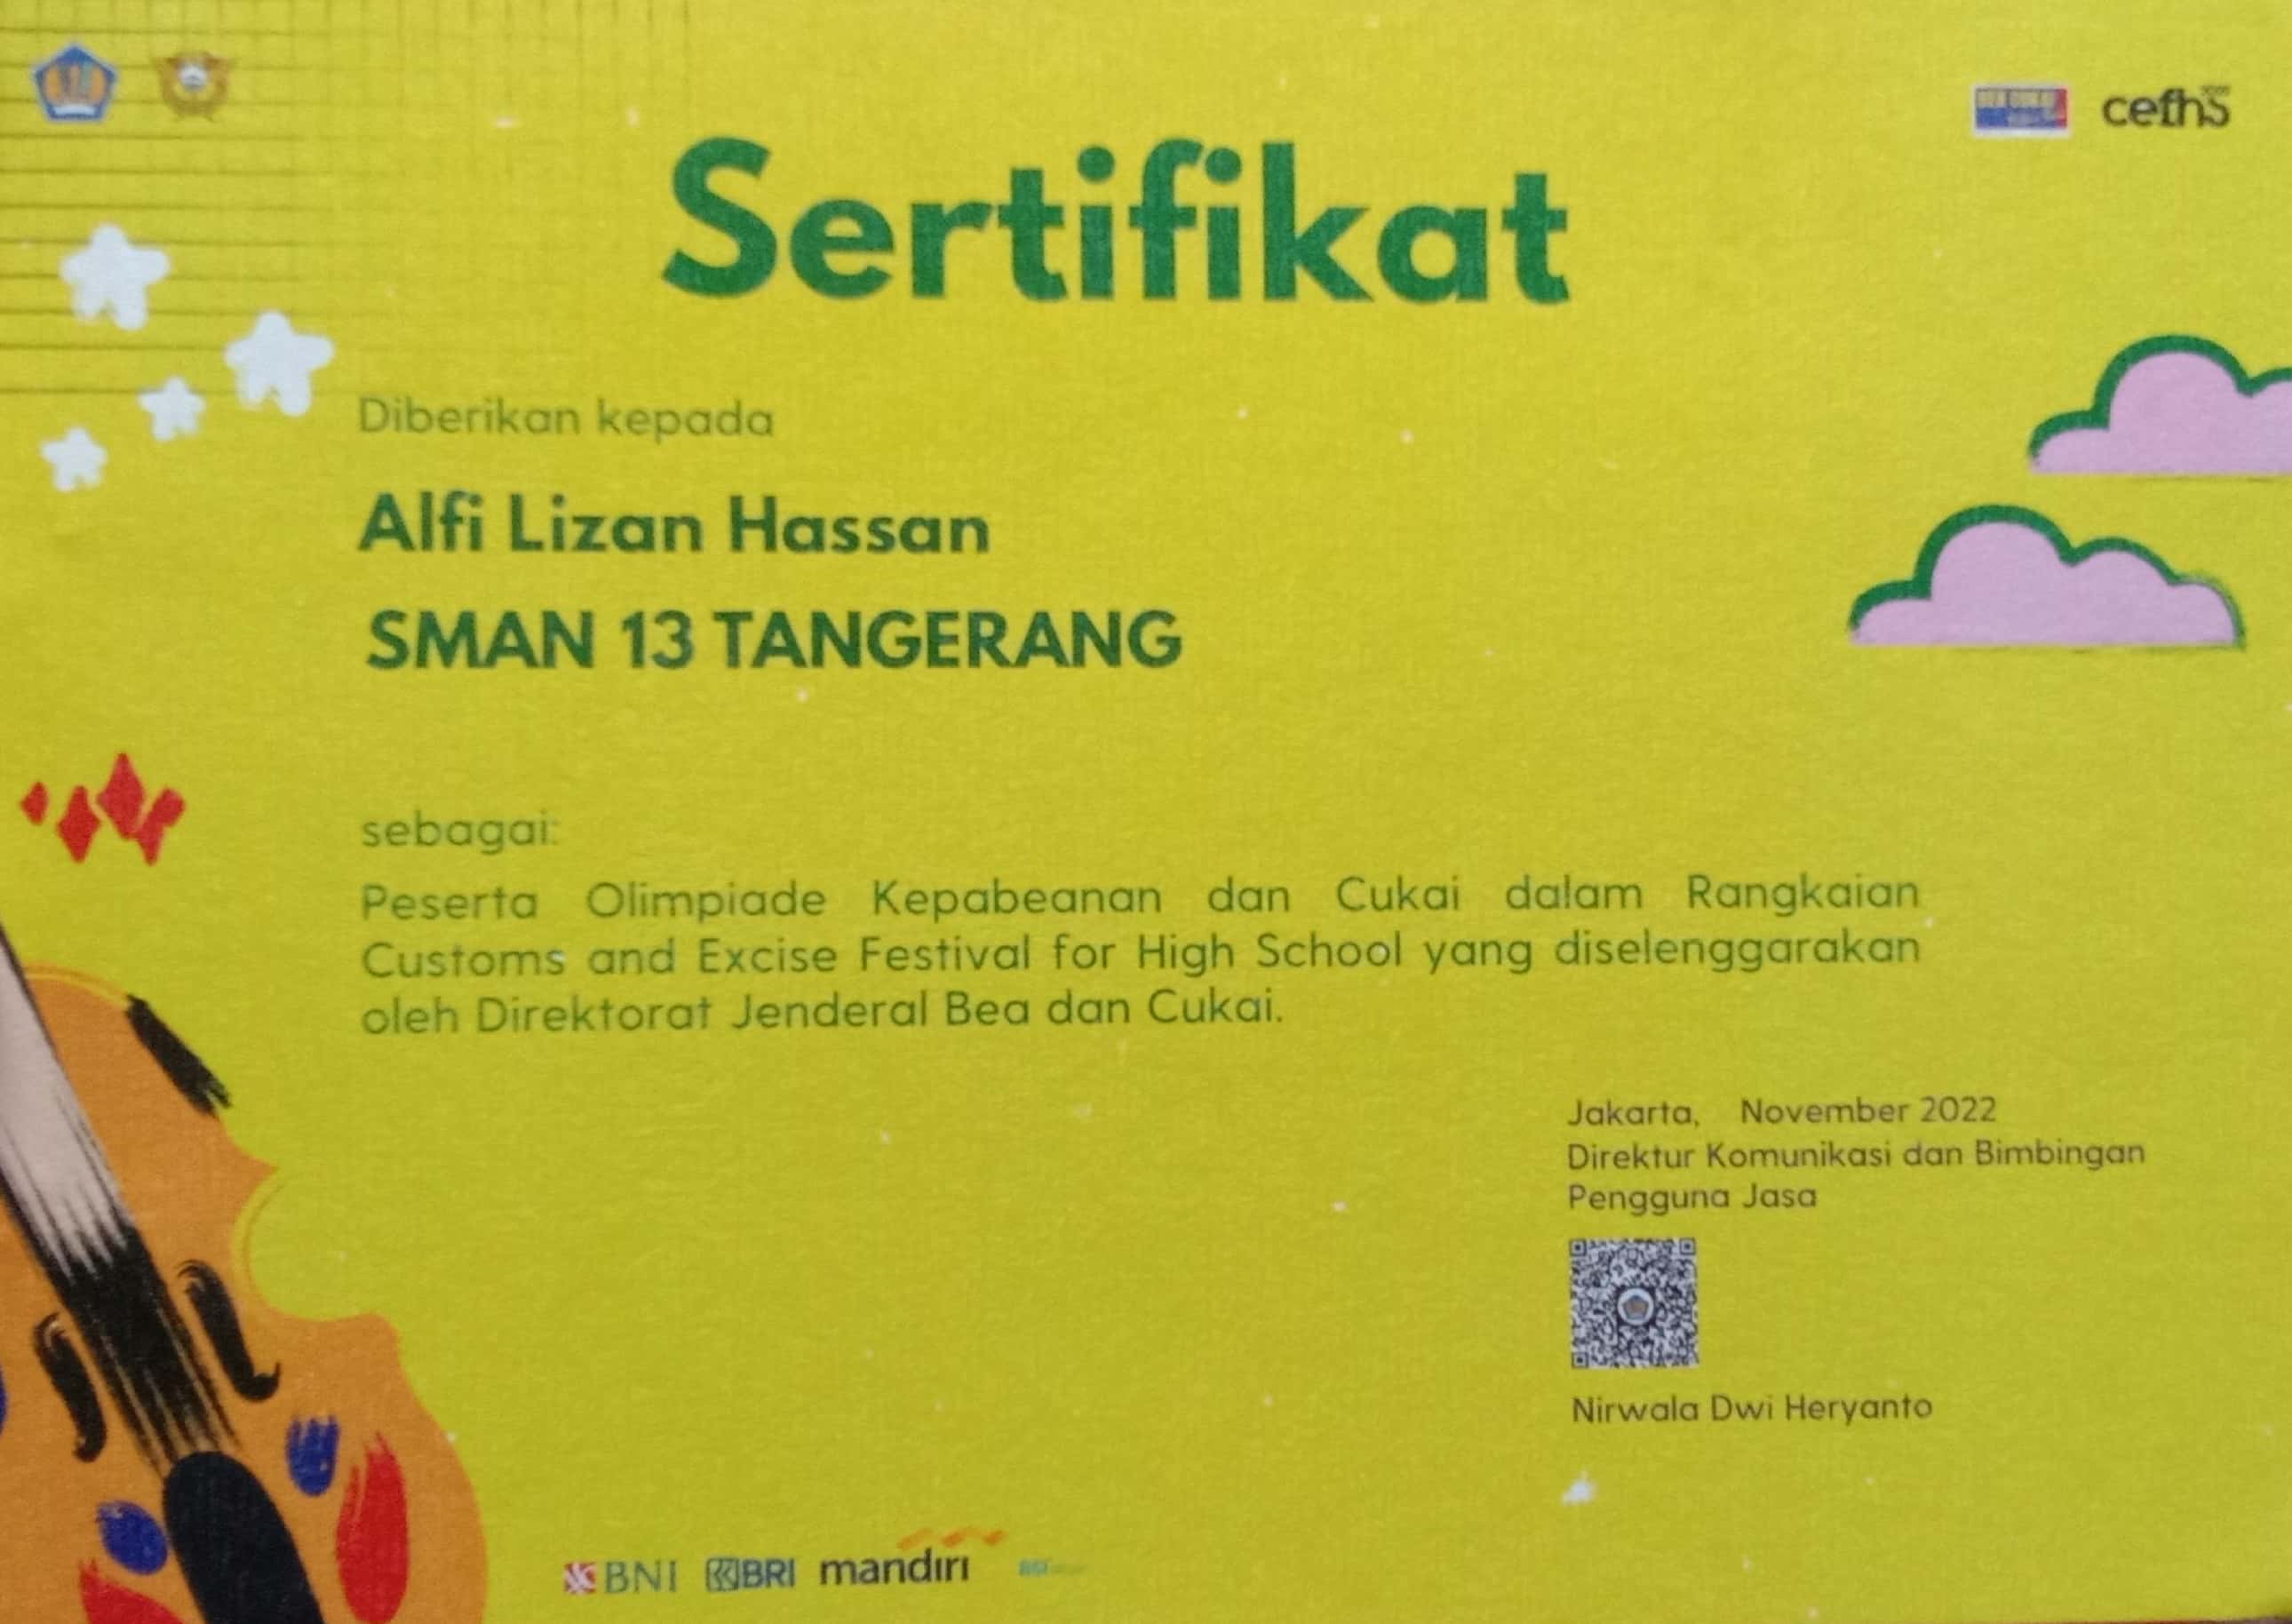 cefhs
Sertifikat
Diberikan kepada
Alfi Lizan Hassan
SMAN 13 TANGERANG
sebagai:
Peserta Olimpiade Kepabeanan dan Cukai dalam Rangkaian
Customs and Excise Festival for High School yang diselenggarakan
oleh Direktorat Jenderal Bea dan Cukai.
Jakarta, November 2022
Direktur Komunikasi dan Bimbingan
Pengguna Jasa
Nirwala Dwi Heryanto
BNI BRI mandiri BSI